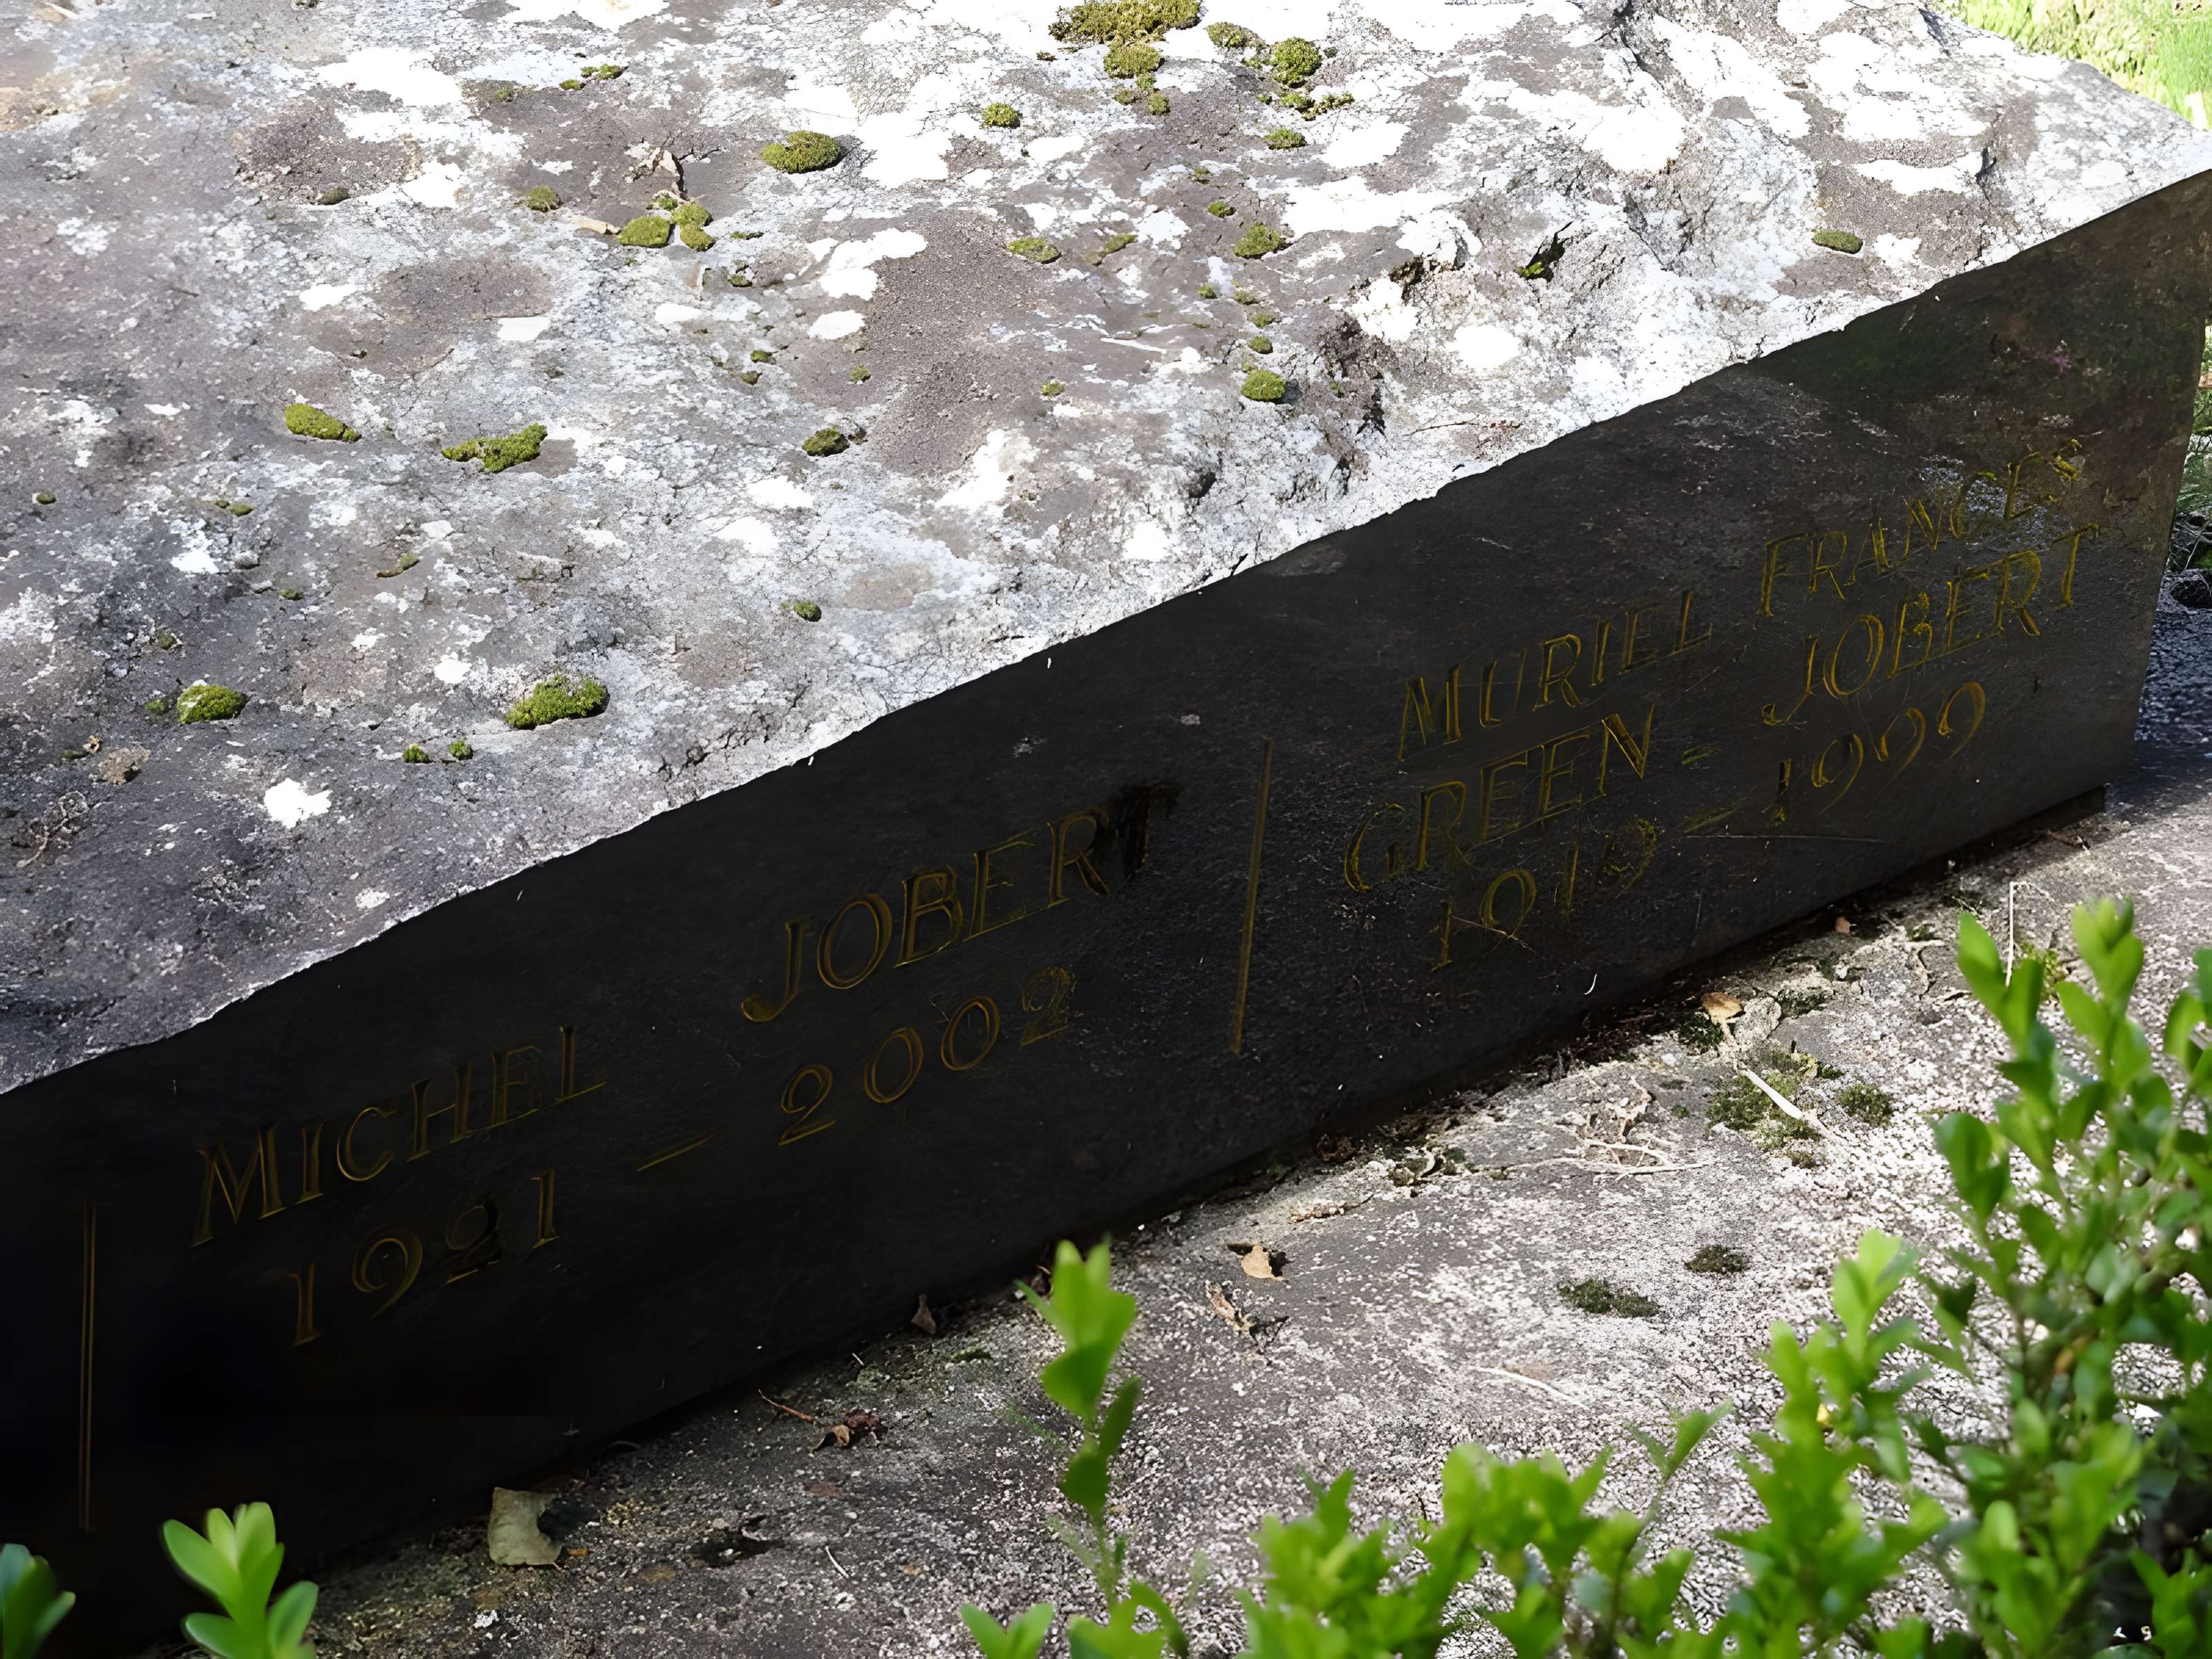 MICHEL JOBERT
1921 – 2002
MURIEL FRANCES
GREEN JOBERT
1919 – 1999